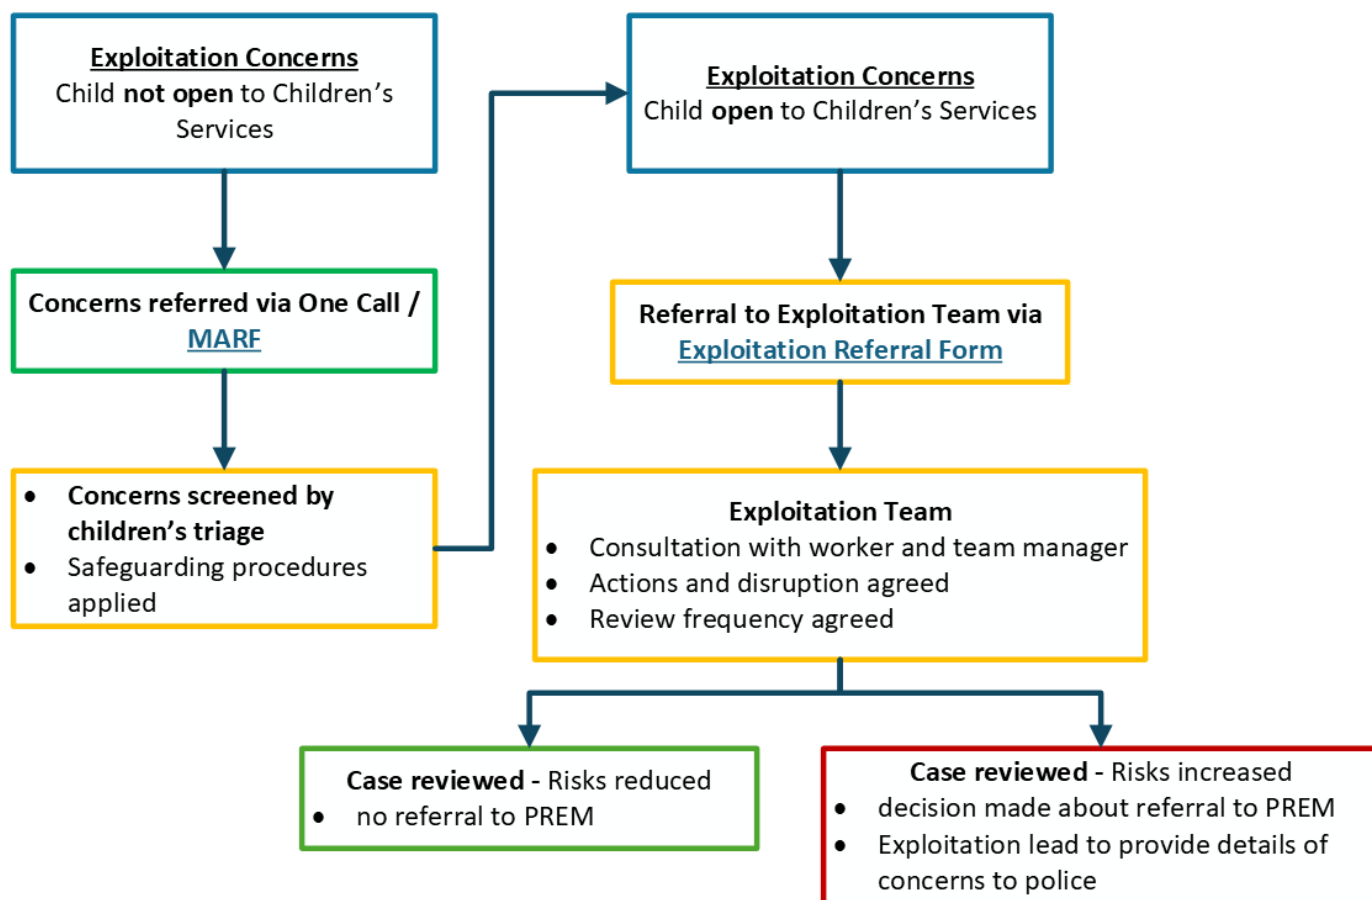 Exploitation Concerns
Child not open to Children's
Services
Exploitation Concerns
Child open to Children's Services
Concerns referred via One Call /
MARF
Referral to Exploitation Team via
Exploitation Referral Form
• Concerns screened by
children's triage
• Safeguarding procedures
applied
Exploitation Team
• Consultation with worker and team manager
• Actions and disruption agreed
• Review frequency agreed
Case reviewed - Risks reduced
• no referral to PREM
Case reviewed - Risks increased
• decision made about referral to PREM
• Exploitation lead to provide details of
concerns to police